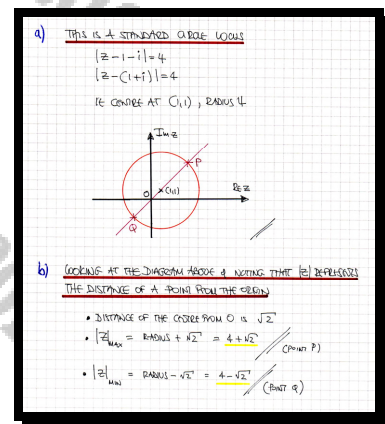 a) THIS IS A STANDARD CIRCLE LOCUS
|z-1-i|=4
|z-(1+i)|=4
IE CENTRE AT (1,1), RADIUS 4
Im z
P
O
(1,1)
Re z
Q
b) LOOKING AT THE DIAGRAM ABOVE & NOTING THAT |z| REPRESENTS
THE DISTANCE OF A POINT FROM THE ORIGIN
• DISTANCE OF THE CENTRE FROM O IS √2
• |z|MAX = RADIUS + √2 = 4+√2 (POINT P)
• |z|MIN = RADIUS - √2 = 4-√2 (POINT Q)